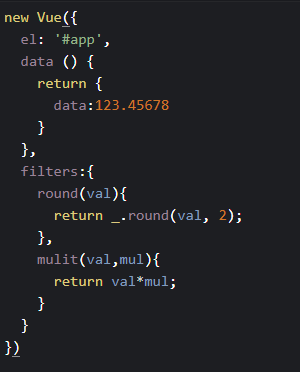 new Vue({
  el: '#app',
  data () {
    return {
      data:123.45678
    }
  },
  filters:{
    round(val){
      return _.round(val, 2);
    },
    mulit(val,mul){
      return val*mul;
    }
  }
})